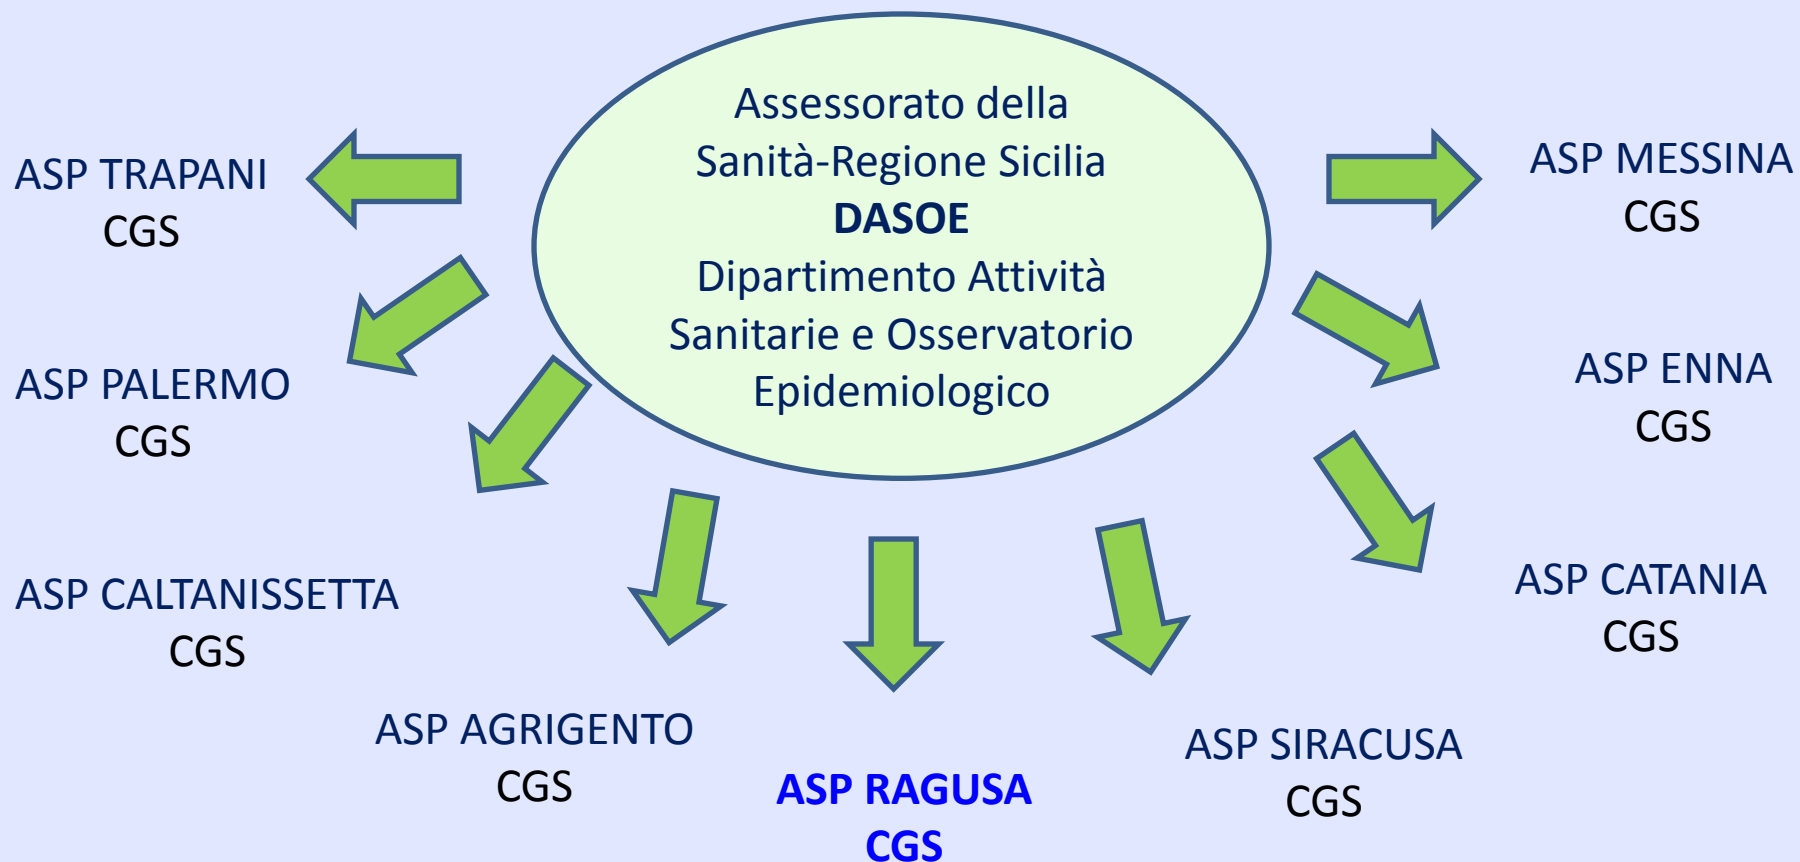 Assessorato della
Sanità-Regione Sicilia
DASOE
Dipartimento Attività
Sanitarie e Osservatorio
Epidemiologico
ASP TRAPANI
CGS
ASP MESSINA
CGS
ASP PALERMO
CGS
ASP ENNA
CGS
ASP CALTANISSETTA
CGS
ASP CATANIA
CGS
ASP AGRIGENTO
CGS
ASP RAGUSA
CGS
ASP SIRACUSA
CGS